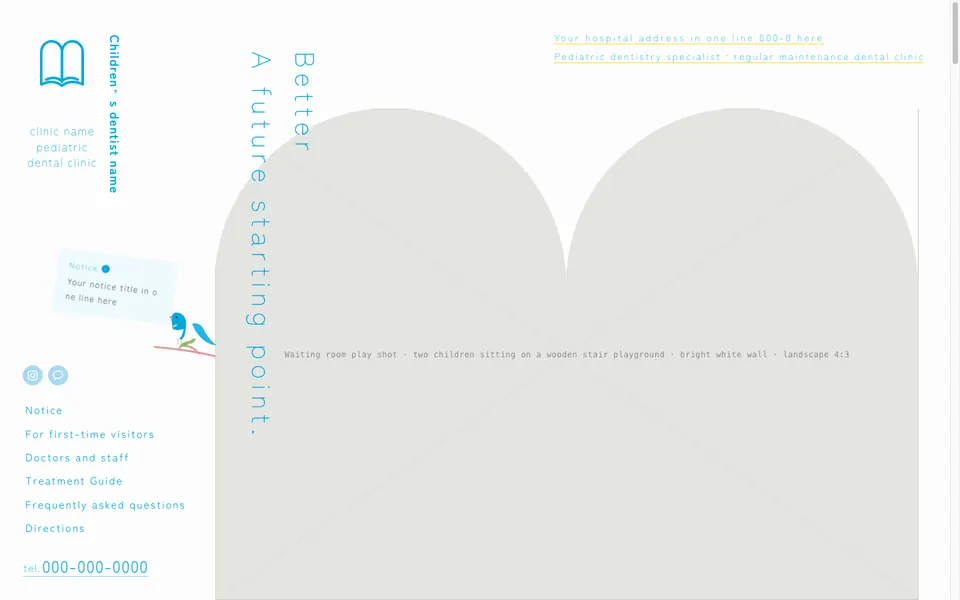 Children’ s dentist name
clinic name
pediatric
dental clinic
Better
A future starting point.
Your hospital address in one line 000-0 here
Pediatric dentistry specialist · regular maintenance dental clinic
Notice
Your notice title in o
ne line here
Waiting room play shot · two children sitting on a wooden stair playground · bright white wall · landscape 4:3
Notice
For first-time visitors
Doctors and staff
Treatment Guide
Frequently asked questions
Directions
tel.000-000-0000